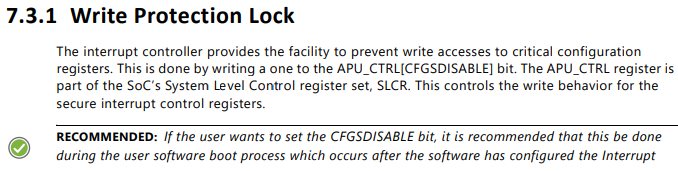 7.3.1 Write Protection Lock
The interrupt controller provides the facility to prevent write accesses to critical configuration
registers. This is done by writing a one to the APU_CTRL[CFGSDISABLE] bit. The APU_CTRL register is
part of the SoC's System Level Control register set, SLCR. This controls the write behavior for the
secure interrupt control registers.
RECOMMENDED: If the user wants to set the CFGSDISABLE bit, it is recommended that this be done
during the user software boot process which occurs after the software has configured the Interrupt